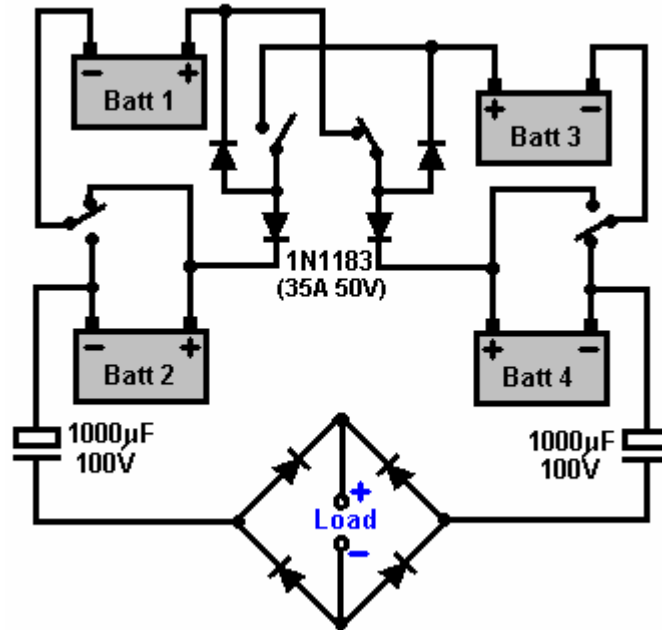 - +
Batt 1
+ -
Batt 3
1N1183
(35A 50V)
- +
Batt 2
+ -
Batt 4
1000µF
100V
1000µF
100V
+
Load
-